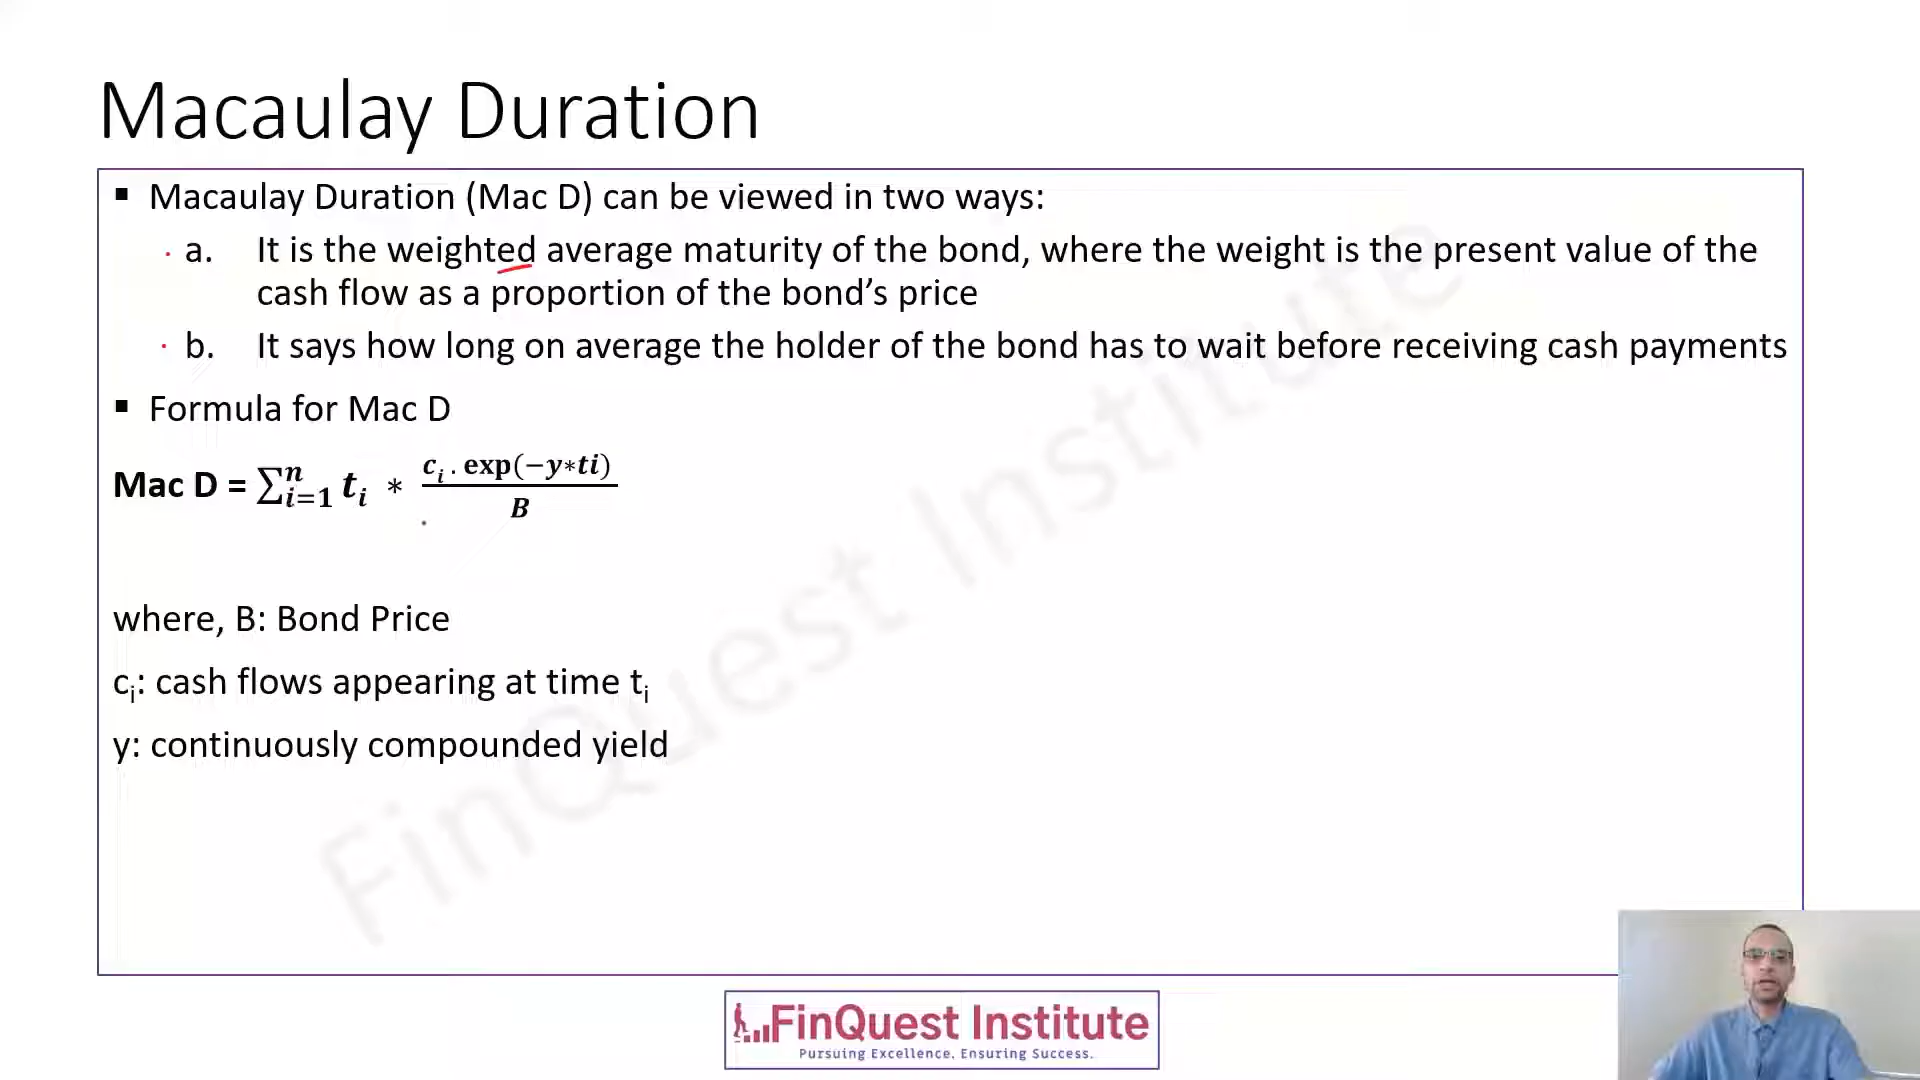 Macaulay Duration
▪ Macaulay Duration (Mac D) can be viewed in two ways:
a. It is the weighted average maturity of the bond, where the weight is the present value of the
cash flow as a proportion of the bond’s price
b. It says how long on average the holder of the bond has to wait before receiving cash payments
▪ Formula for Mac D
Mac D = ∑ⁿᵢ₌₁ tᵢ * cᵢ . exp(−y*ti) / B
where, B: Bond Price
cᵢ: cash flows appearing at time tᵢ
y: continuously compounded yield
FinQuest Institute
FinQuest Institute
Pursuing Excellence. Ensuring Success.